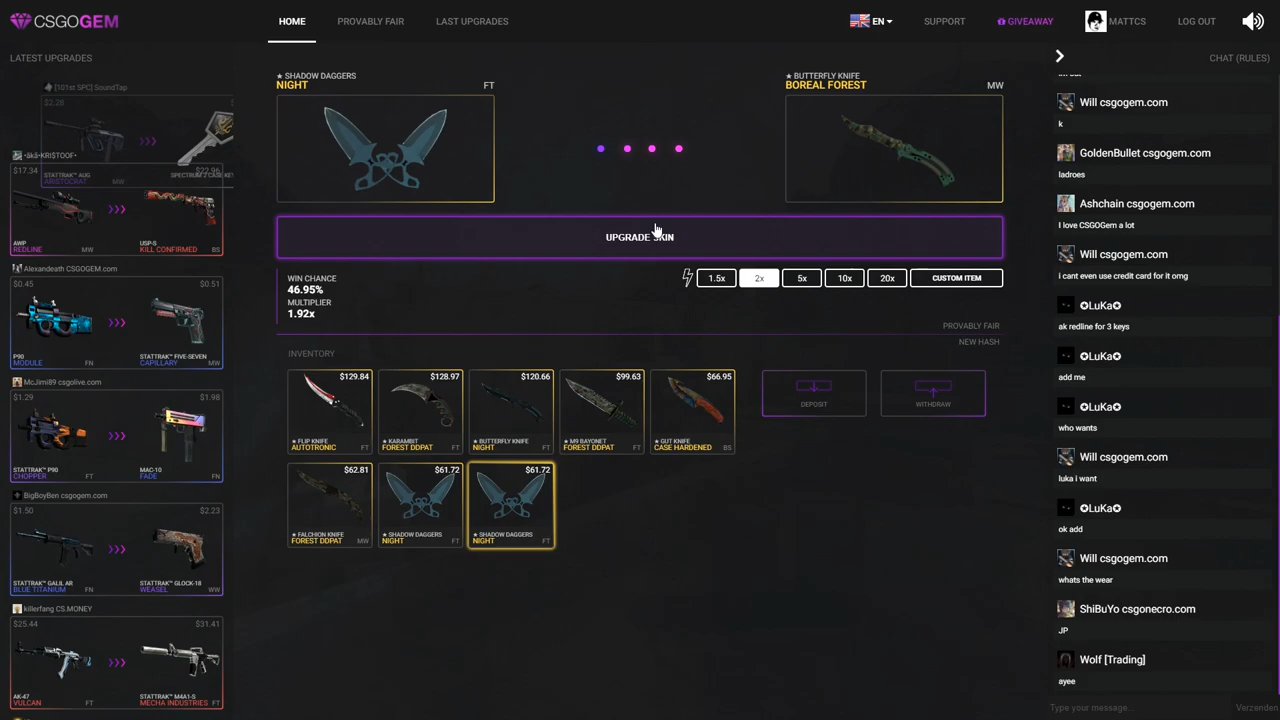 CSGOGEM
HOME
PROVABLY FAIR
LAST UPGRADES
EN
SUPPORT
GIVEAWAY
MATTCS
LOG OUT
LATEST UPGRADES
[101st SPC] SoundTap
$2.28
STATTRAK™ AUG
ARISTOCRAT MW
$22.96
$17.34
AWP
REDLINE MW
USP-S
KILL CONFIRMED BS
Alexandeath CSGOGEM.com
$0.45 $0.51
P90
MODULE FN
STATTRAK™ FIVE-SEVEN
CAPILLARY MW
McJimi89 csgolive.com
$1.29 $1.98
STATTRAK™ P90
CHOPPER FT
MAC-10
FADE FN
BigBoyBen csgogem.com
$1.50 $2.23
STATTRAK™ GALIL AR
BLUE TITANIUM FN
STATTRAK™ GLOCK-18
WEASEL WW
killerfang CS.MONEY
$25.44 $31.41
AK-47
VULCAN FT
STATTRAK™ M4A1-S
MECHA INDUSTRIES FT
★ SHADOW DAGGERS
NIGHT FT
★ BUTTERFLY KNIFE
BOREAL FOREST MW
UPGRADE SKIN
WIN CHANCE
46.95%
MULTIPLIER
1.92x
1.5x 2x 5x 10x 20x CUSTOM ITEM
PROVABLY FAIR
NEW HASH
INVENTORY
$129.84
★ FLIP KNIFE
AUTOTRONIC FT
$128.97
★ KARAMBIT
FOREST DDPAT FT
$120.66
★ BUTTERFLY KNIFE
NIGHT FT
$99.63
★ M9 BAYONET
FOREST DDPAT FT
$66.95
★ GUT KNIFE
CASE HARDENED BS
$62.81
★ FALCHION KNIFE
FOREST DDPAT MW
$61.72
★ SHADOW DAGGERS
NIGHT FT
$61.72
★ SHADOW DAGGERS
NIGHT FT
DEPOSIT
WITHDRAW
CHAT (RULES)
Will csgogem.com
k
GoldenBullet csgogem.com
ladroes
Ashchain csgogem.com
I love CSGOGem a lot
Will csgogem.com
i cant even use credit card for it omg
✪LuKa✪
ak redline for 3 keys
✪LuKa✪
add me
✪LuKa✪
who wants
Will csgogem.com
luka i want
✪LuKa✪
ok add
Will csgogem.com
whats the wear
ShiBuYo csgonecro.com
JP
Wolf [Trading]
ayee
Type your message...
Verzenden